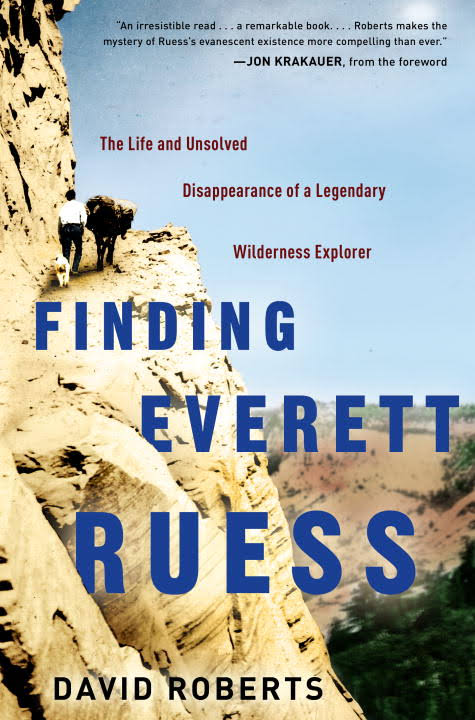 "An irresistible read . . . a remarkable book. . . . Roberts makes the
mystery of Ruess's evanescent existence more compelling than ever."
—JON KRAKAUER, from the foreword
The Life and Unsolved
Disappearance of a Legendary
Wilderness Explorer
FINDING
EVERETT
RUESS
DAVID ROBERTS